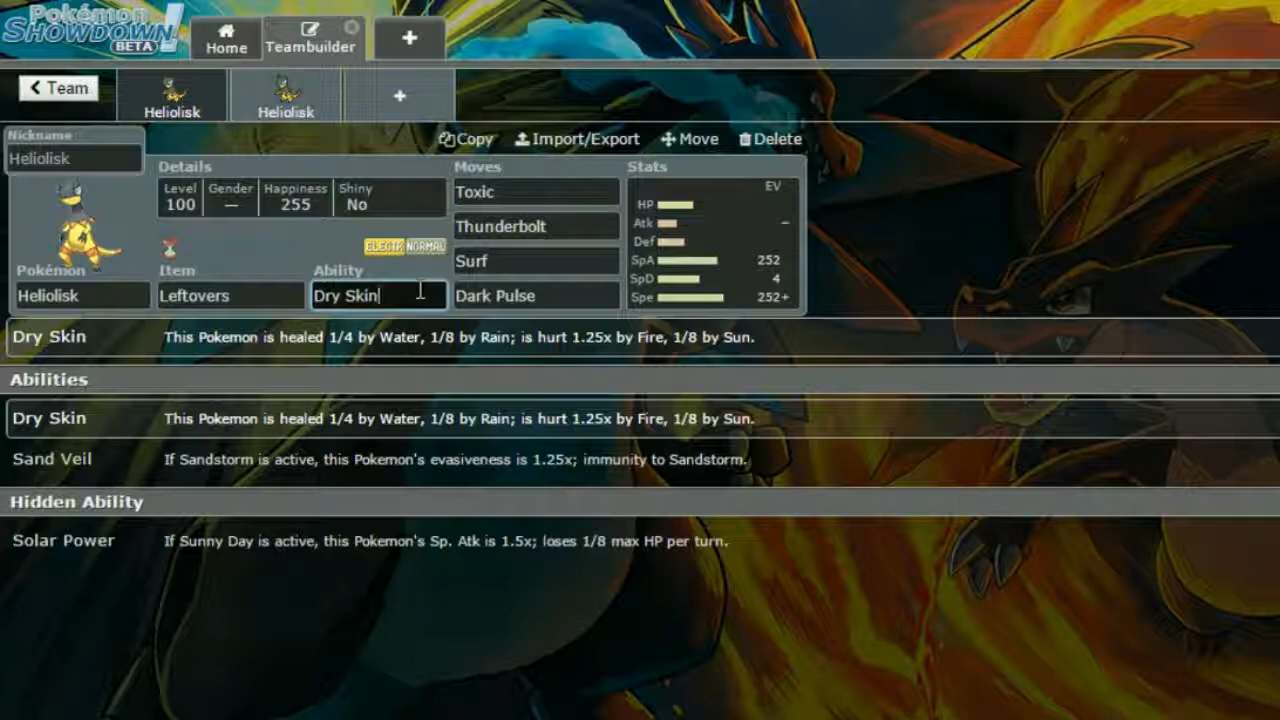 Pokémon
SHOWDOWN!
BETA
Home
Teambuilder
+
< Team
Heliolisk
Heliolisk
+
Nickname
Heliolisk
Copy
Import/Export
Move
Delete
Details
Level
100
Gender
—
Happiness
255
Shiny
No
ELECTR NORMAL
Pokémon
Heliolisk
Item
Leftovers
Ability
Dry Skin
Moves
Toxic
Thunderbolt
Surf
Dark Pulse
Stats
EV
HP
Atk –
Def
SpA 252
SpD 4
Spe 252+
Dry Skin This Pokemon is healed 1/4 by Water, 1/8 by Rain; is hurt 1.25x by Fire, 1/8 by Sun.
Abilities
Dry Skin This Pokemon is healed 1/4 by Water, 1/8 by Rain; is hurt 1.25x by Fire, 1/8 by Sun.
Sand Veil If Sandstorm is active, this Pokemon's evasiveness is 1.25x; immunity to Sandstorm.
Hidden Ability
Solar Power If Sunny Day is active, this Pokemon's Sp. Atk is 1.5x; loses 1/8 max HP per turn.